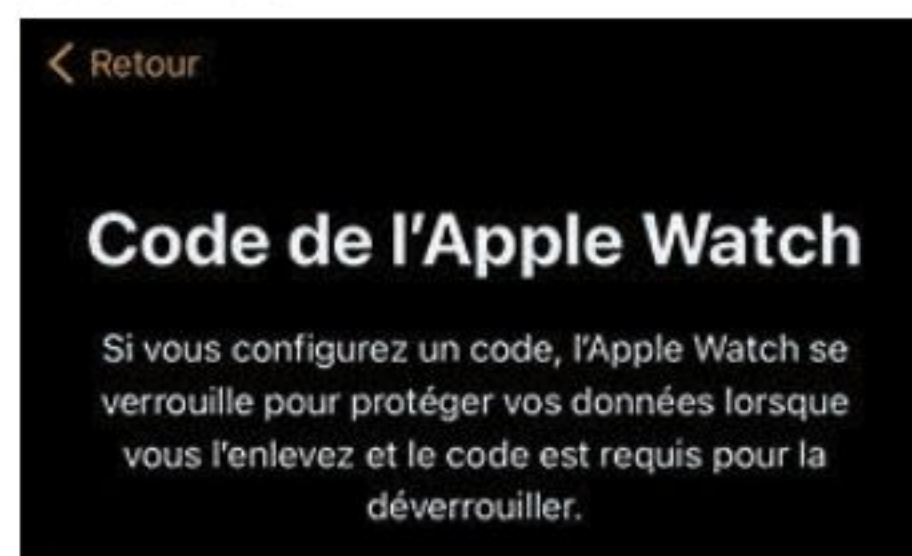 Retour
Code de l'Apple Watch
Si vous configurez un code, l'Apple Watch se
verrouille pour protéger vos données lorsque
vous l'enlevez et le code est requis pour la
déverrouiller.